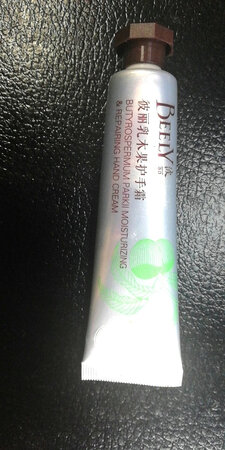 BEELY 彼丽
彼丽乳木果护手霜
BUTYROSPERMUM PARKII MOISTURIZING
& REPAIRING HAND CREAM